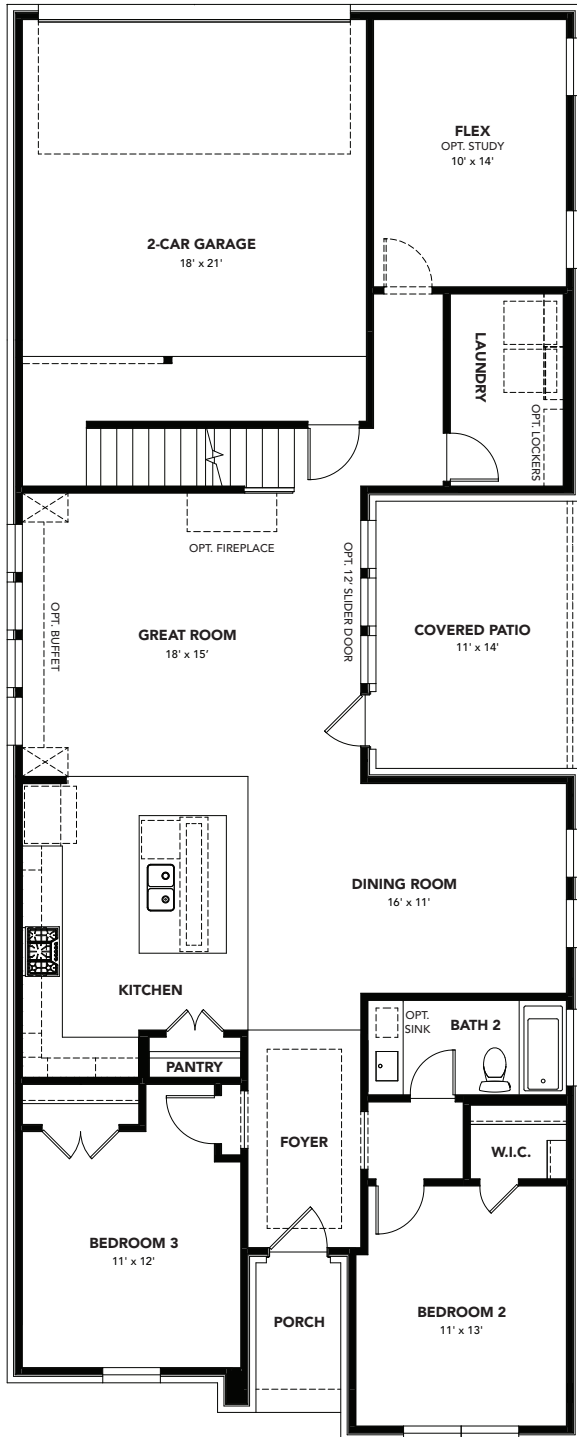 FLEX
OPT. STUDY
10' x 14'
2-CAR GARAGE
18' x 21'
LAUNDRY
OPT. LOCKERS
OPT. FIREPLACE
OPT. BUFFET
GREAT ROOM
18' x 15'
OPT. 12' SLIDER DOOR
COVERED PATIO
11' x 14'
DINING ROOM
16' x 11'
KITCHEN
PANTRY
OPT.
SINK
BATH 2
FOYER
W.I.C.
BEDROOM 3
11' x 12'
PORCH
BEDROOM 2
11' x 13'